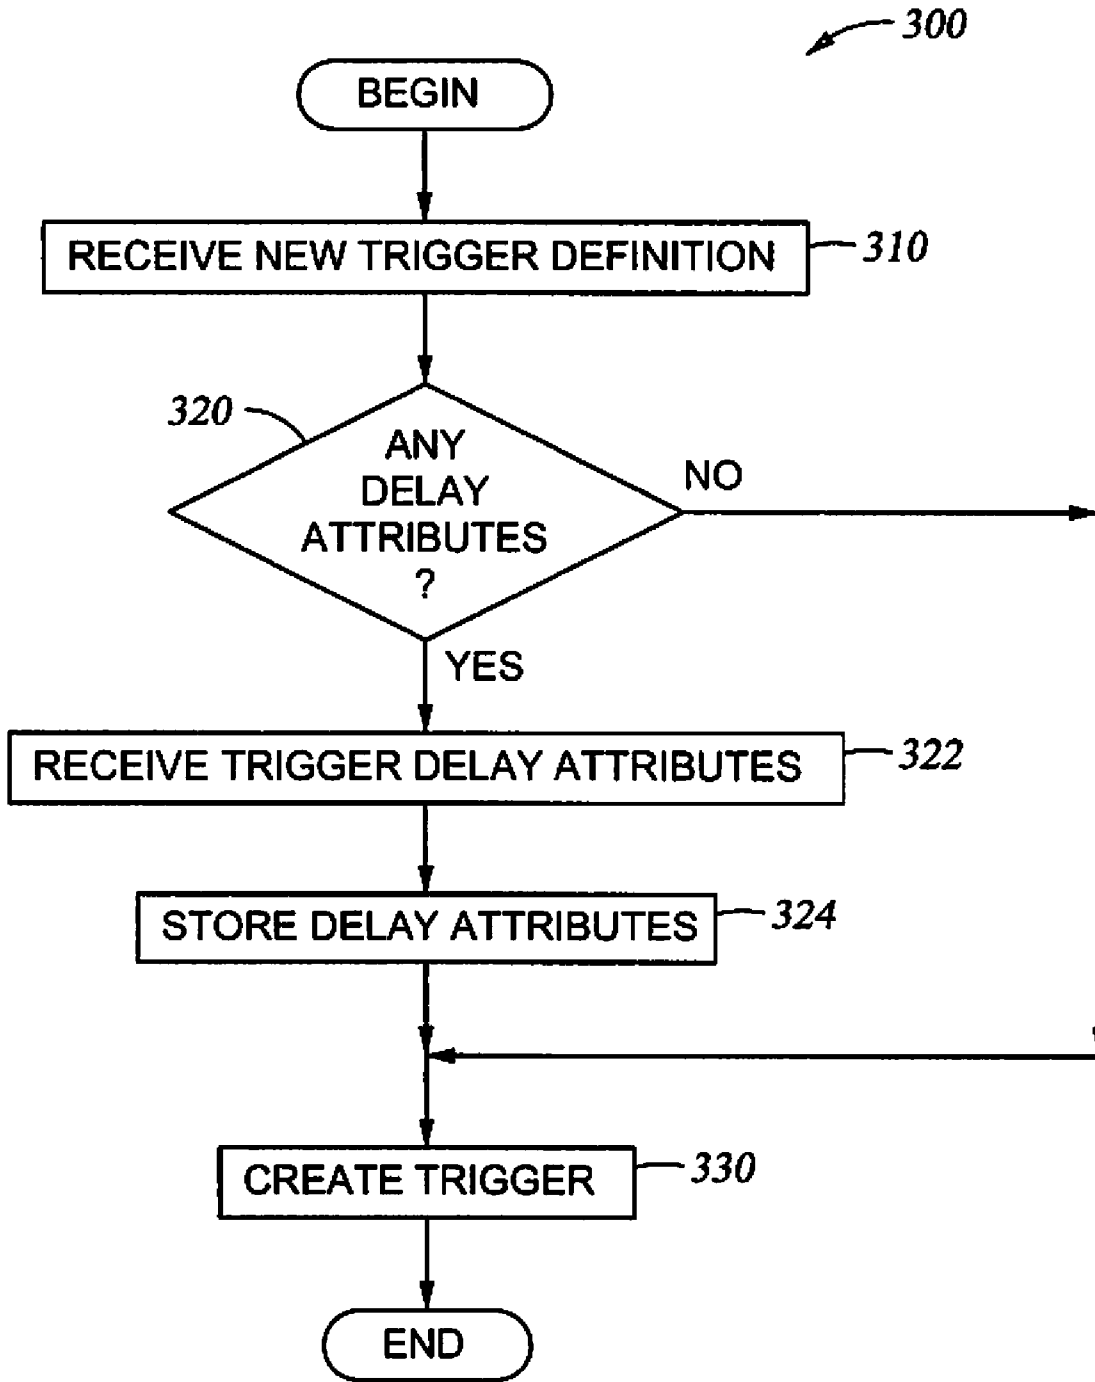 300
BEGIN
RECEIVE NEW TRIGGER DEFINITION
310
320
ANY
DELAY
ATTRIBUTES
?
NO
YES
RECEIVE TRIGGER DELAY ATTRIBUTES
322
STORE DELAY ATTRIBUTES
324
CREATE TRIGGER
330
END